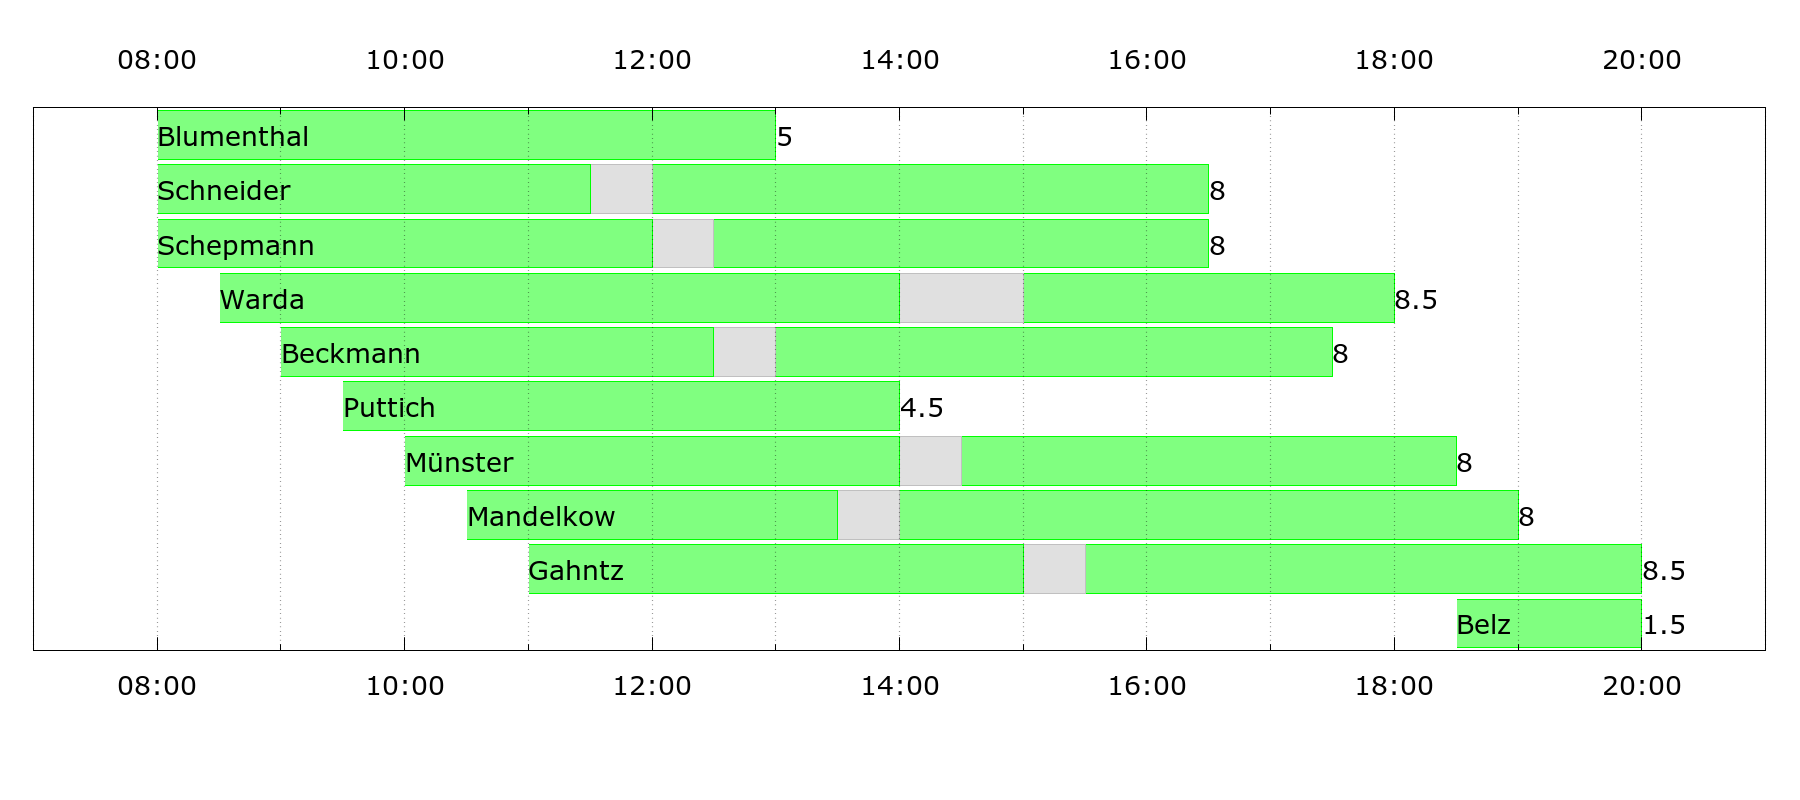 08:00 10:00 12:00 14:00 16:00 18:00 20:00
Blumenthal 5
Schneider 8
Schepmann 8
Warda 8.5
Beckmann 8
Puttich 4.5
Münster 8
Mandelkow 8
Gahntz 8.5
Belz 1.5
08:00 10:00 12:00 14:00 16:00 18:00 20:00